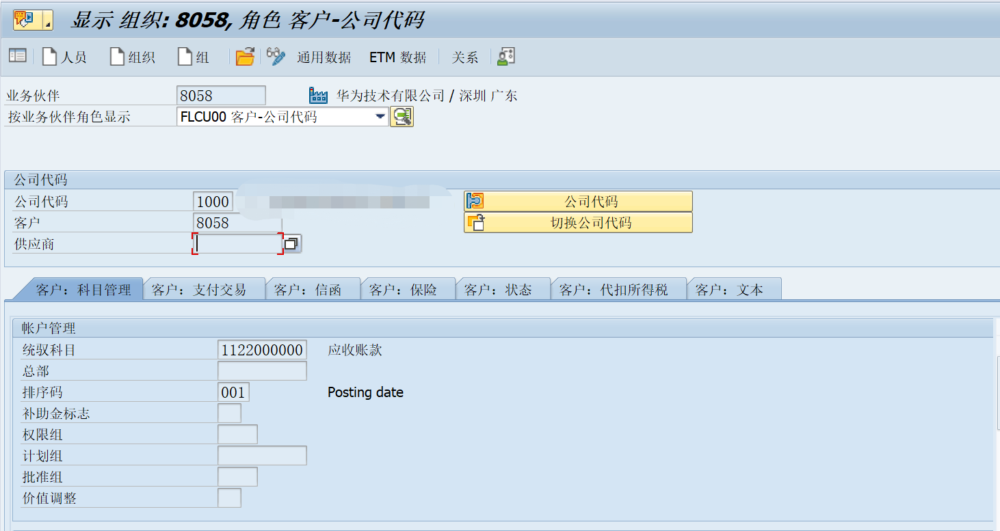 显示 组织: 8058, 角色 客户-公司代码
人员 组织 组 通用数据 ETM 数据 关系
业务伙伴 8058 华为技术有限公司 / 深圳 广东
按业务伙伴角色显示 FLCU00 客户-公司代码
公司代码
公司代码 1000 公司代码
客户 8058 切换公司代码
供应商
客户：科目管理 客户：支付交易 客户：信函 客户：保险 客户：状态 客户：代扣所得税 客户：文本
帐户管理
统驭科目 1122000000 应收账款
总部
排序码 001 Posting date
补助金标志
权限组
计划组
批准组
价值调整